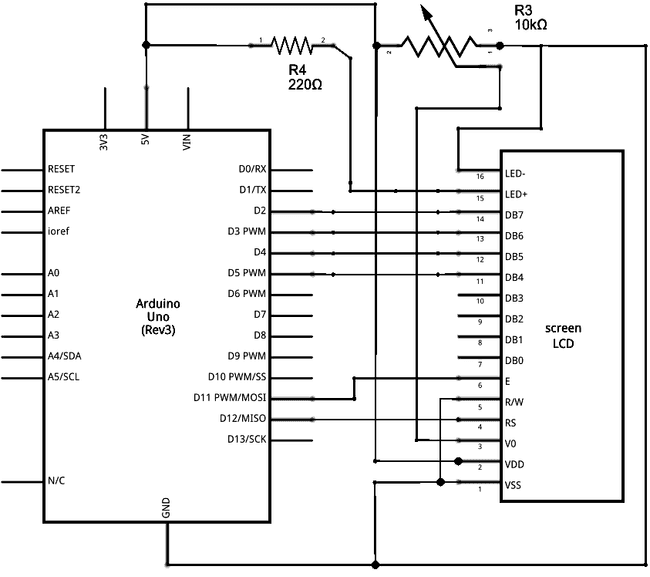 R3
10kΩ
3
1
2
2
1
R4
220Ω
3V3
5V
VIN
RESET
RESET2
AREF
ioref
A0
A1
A2
A3
A4/SDA
A5/SCL
N/C
D0/RX
D1/TX
D2
D3 PWM
D4
D5 PWM
D6 PWM
D7
D8
D9 PWM
D10 PWM/SS
D11 PWM/MOSI
D12/MISO
D13/SCK
GND
Arduino
Uno
(Rev3)
16 LED-
15 LED+
14 DB7
13 DB6
12 DB5
11 DB4
10 DB3
9 DB2
8 DB1
7 DB0
6 E
5 R/W
4 RS
3 V0
2 VDD
1 VSS
screen
LCD